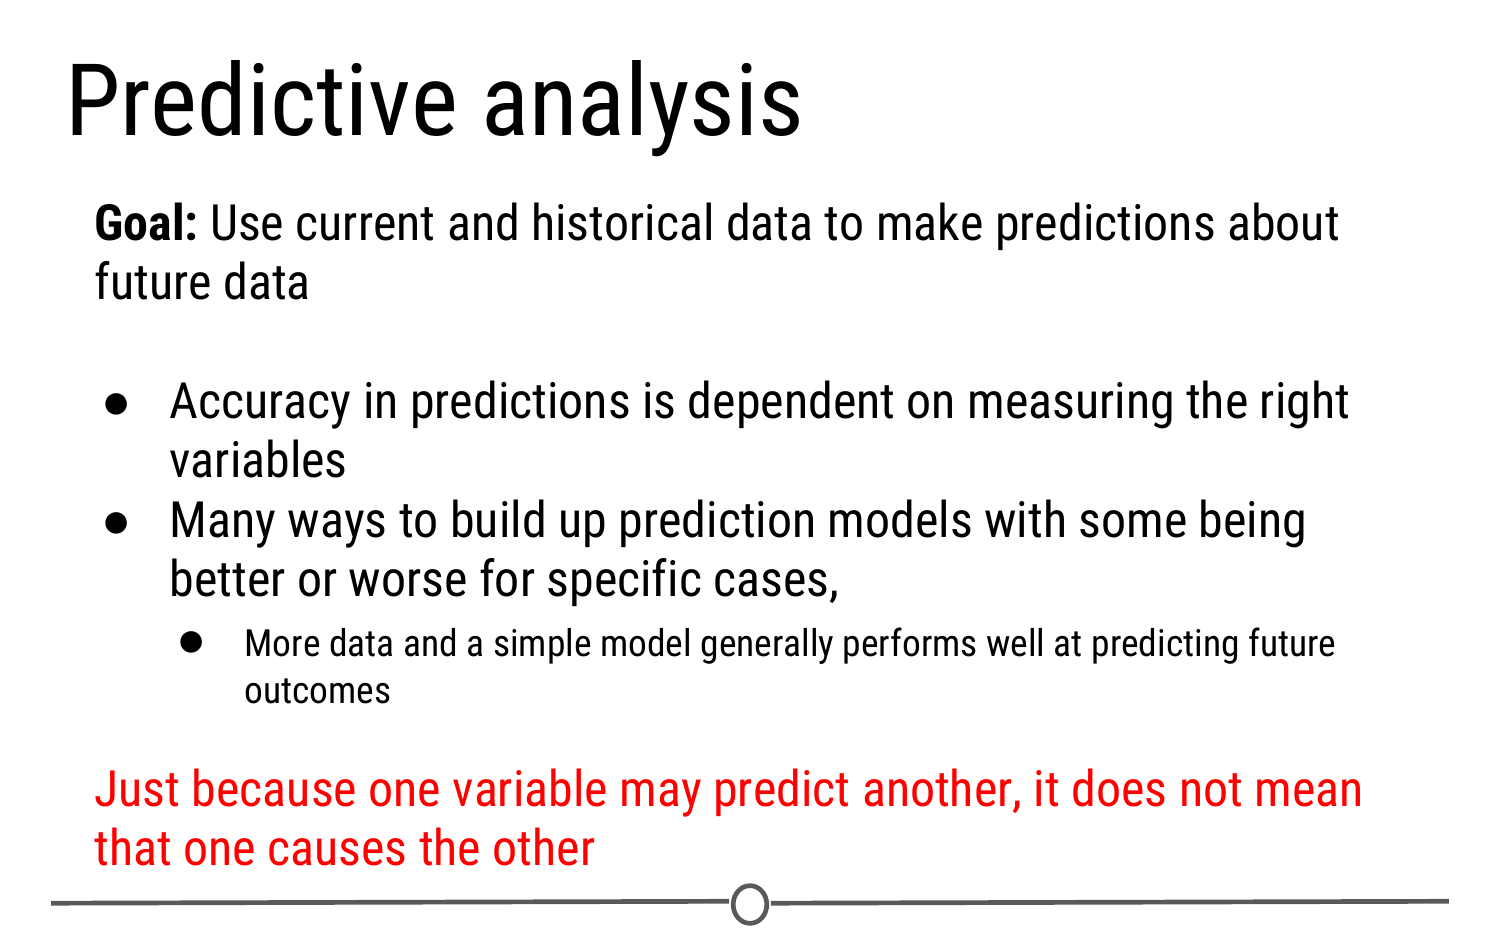 Predictive analysis
Goal: Use current and historical data to make predictions about
future data
● Accuracy in predictions is dependent on measuring the right
variables
● Many ways to build up prediction models with some being
better or worse for specific cases,
● More data and a simple model generally performs well at predicting future
outcomes
Just because one variable may predict another, it does not mean
that one causes the other